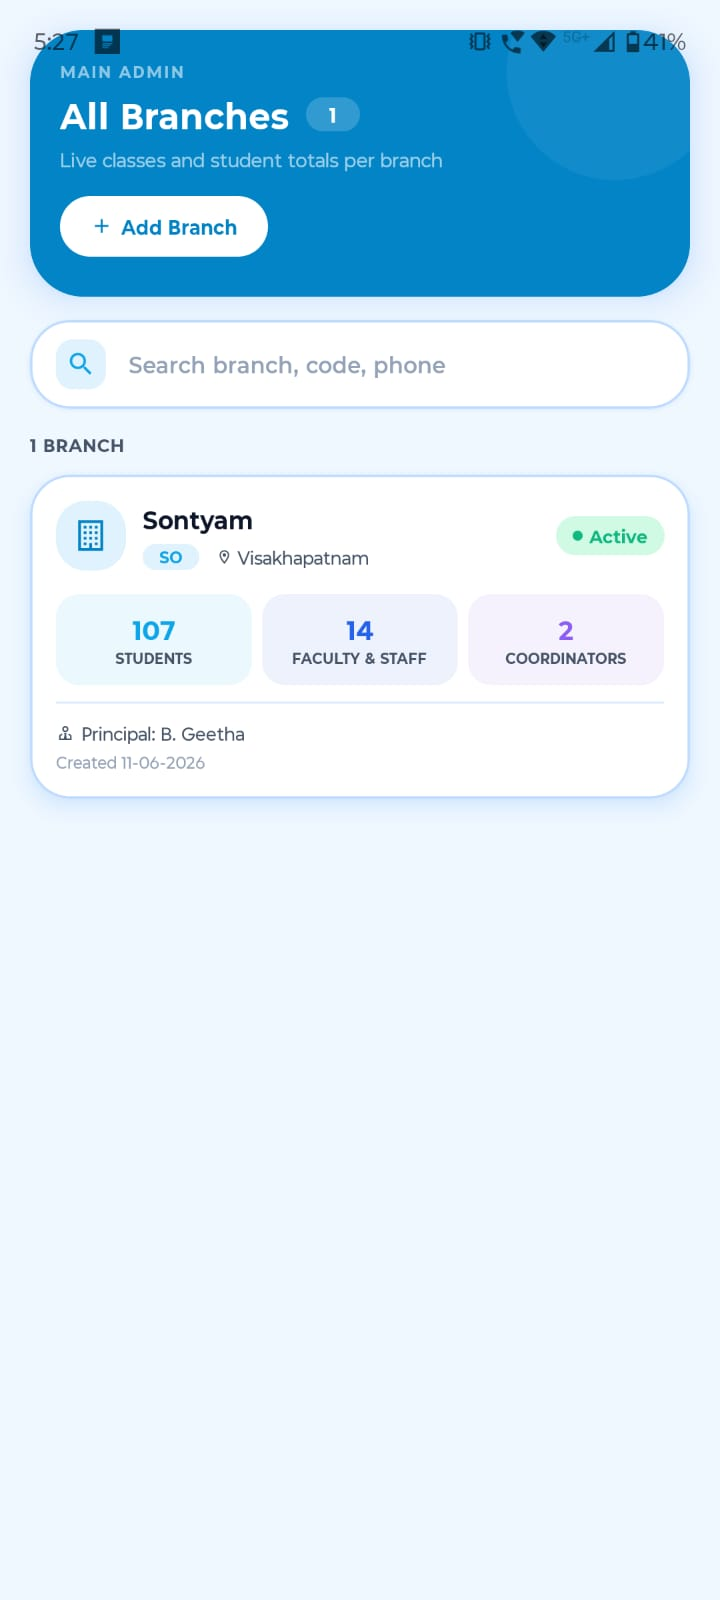 5:27 5G+ 41%
MAIN ADMIN
All Branches 1
Live classes and student totals per branch
+ Add Branch
Search branch, code, phone
1 BRANCH
Sontyam
SO Visakhapatnam
Active
107 14 2
STUDENTS FACULTY & STAFF COORDINATORS
Principal: B. Geetha
Created 11-06-2026